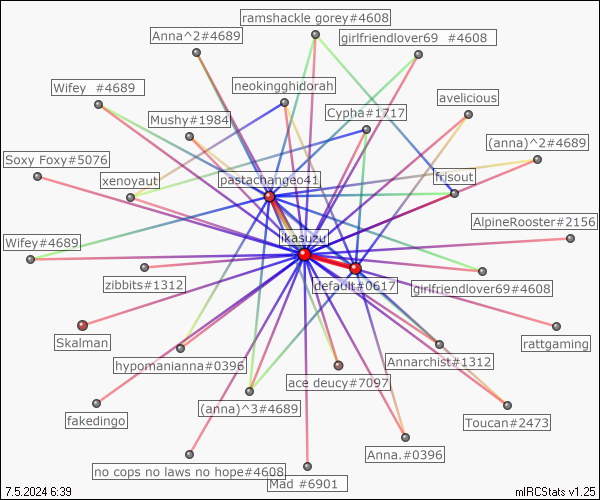 ramshackle gorey#4608
Anna^2#4689
girlfriendlover69 #4608
Wifey #4689
neokingghidorah
avelicious
Mushy#1984
Cypha#1717
(anna)^2#4689
Soxy Foxy#5076
xenoyaut
pastachangeo41
frisout
AlpineRooster#2156
Wifey#4689
ikasuzu
zibbits#1312
default#0617
girlfriendlover69#4608
Skalman
rattgaming
hypomanianna#0396
Annarchist#1312
ace deucy#7097
fakedingo
(anna)^3#4689
Toucan#2473
Anna.#0396
no cops no laws no hope#4608
Mad #6901
7.5.2024 6:39
mIRCStats v1.25